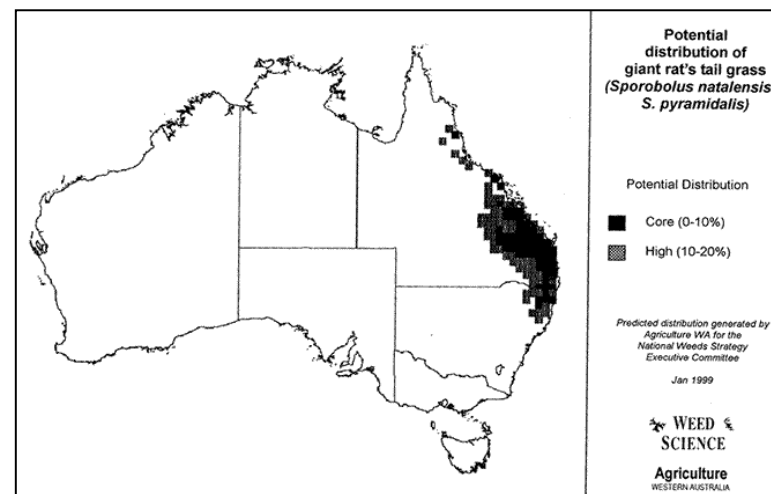 Potential
distribution of
giant rat's tail grass
(Sporobolus natalensis
S. pyramidalis)
Potential Distribution
Core (0-10%)
High (10-20%)
Predicted distribution generated by
Agriculture WA for the
National Weeds Strategy
Executive Committee
Jan 1999
WEED
SCIENCE
Agriculture
WESTERN AUSTRALIA